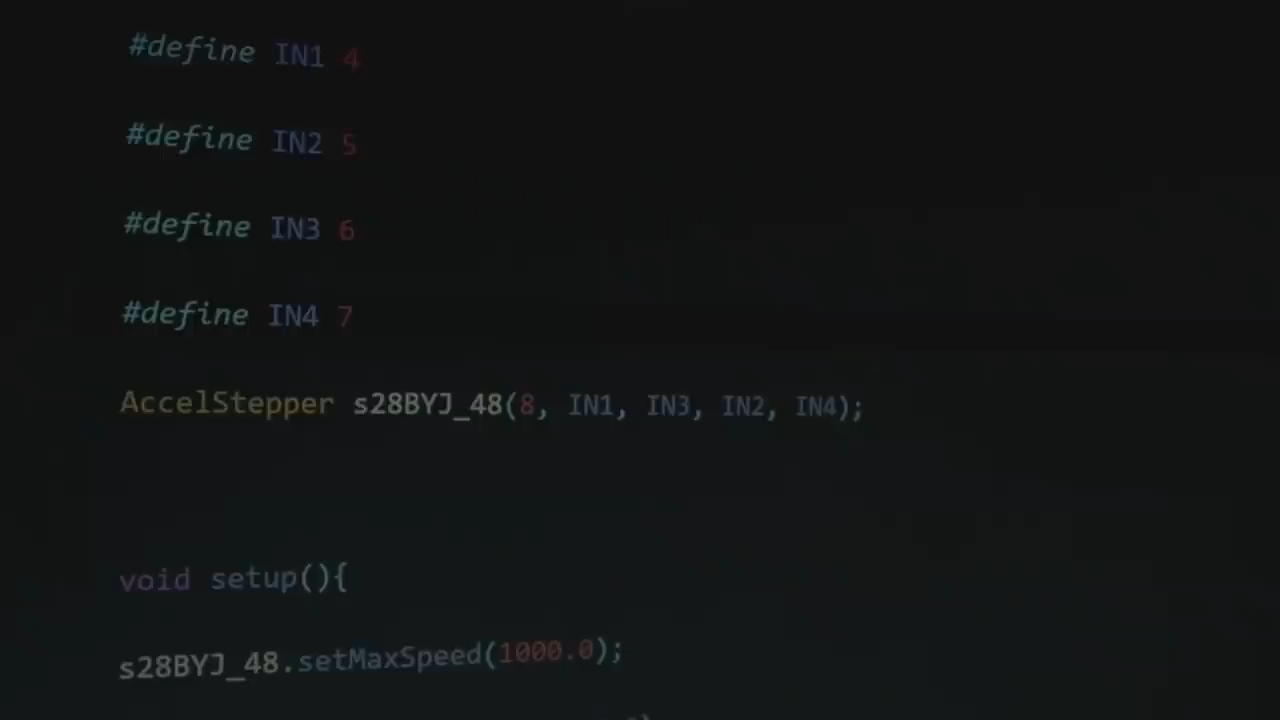 #define IN1 4
#define IN2 5
#define IN3 6
#define IN4 7
AccelStepper s28BYJ_48(8, IN1, IN3, IN2, IN4);
void setup(){
s28BYJ_48.setMaxSpeed(1000.0);